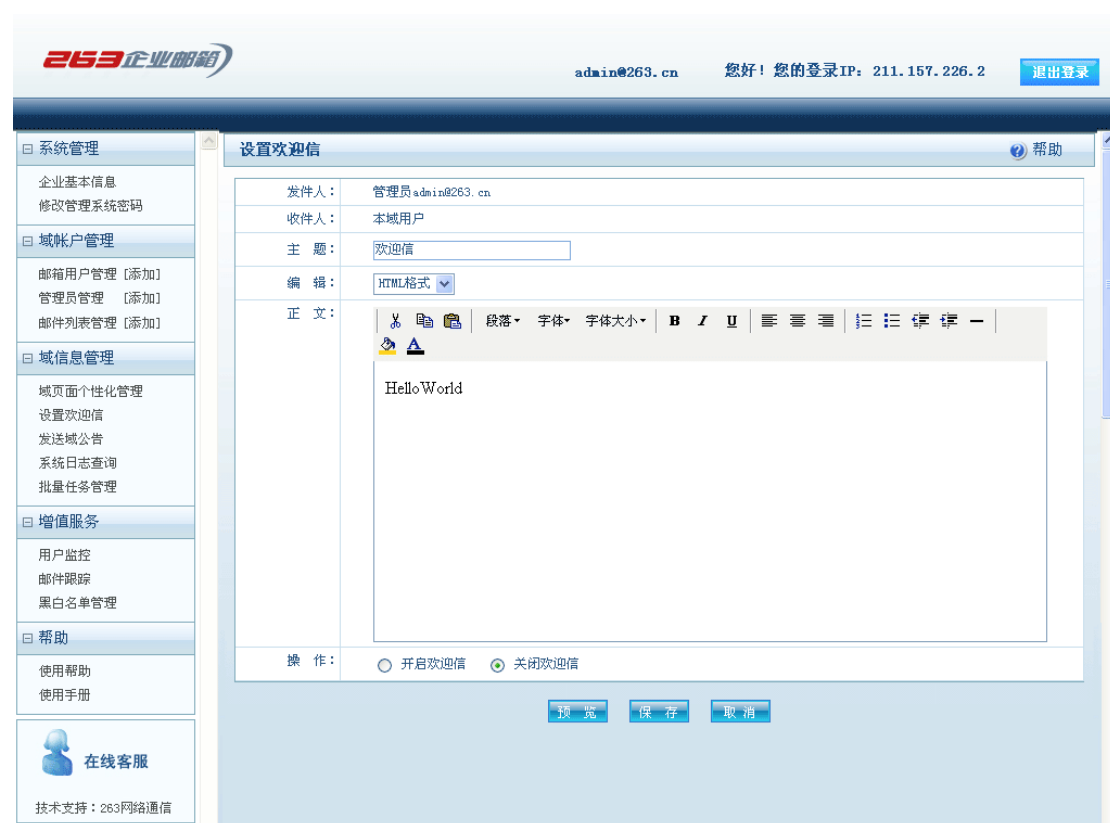 263企业邮箱
admin@263.cn 您好！您的登录IP: 211.157.226.2 退出登录
系统管理
企业基本信息
修改管理系统密码
域帐户管理
邮箱用户管理 [添加]
管理员管理 [添加]
邮件列表管理 [添加]
域信息管理
域页面个性化管理
设置欢迎信
发送域公告
系统日志查询
批量任务管理
增值服务
用户监控
邮件跟踪
黑白名单管理
帮助
使用帮助
使用手册
在线客服
技术支持：263网络通信
设置欢迎信 帮助
发件人： 管理员admin@263.cn
收件人： 本域用户
主 题： 欢迎信
编 辑： HTML格式
正 文： 段落 字体 字体大小 B I U
A
HelloWorld
操 作： 开启欢迎信 关闭欢迎信
预 览 保 存 取 消